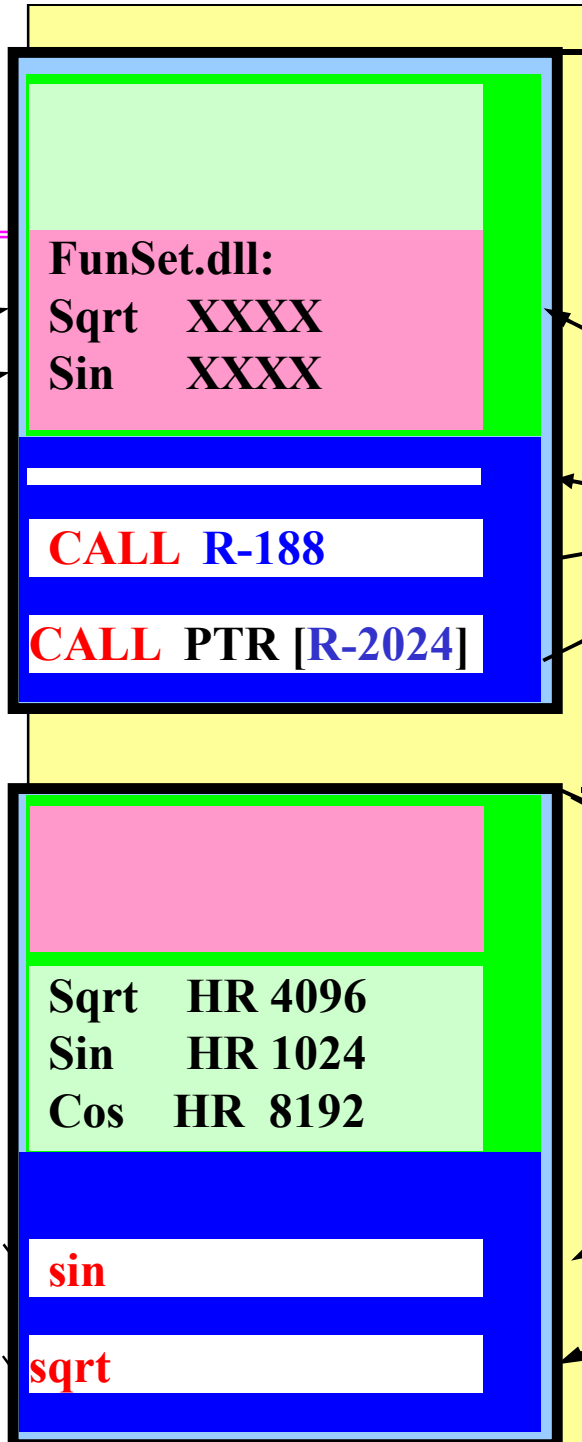 FunSet.dll:
Sqrt XXXX
Sin XXXX
CALL R-188
CALL PTR [R-2024]
Sqrt HR 4096
Sin HR 1024
Cos HR 8192
sin
sqrt